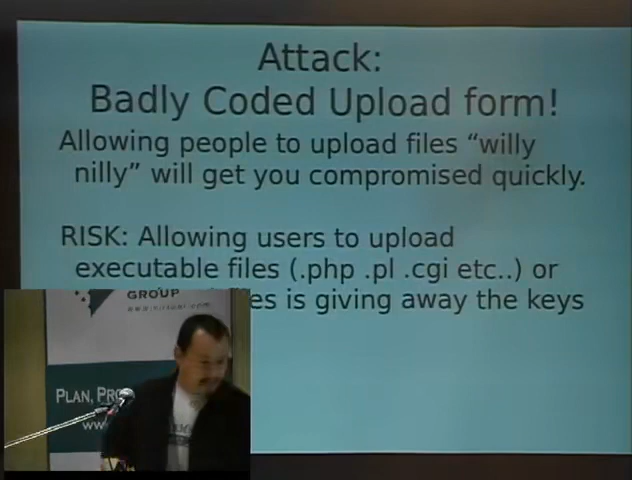 Attack:
Badly Coded Upload form!
Allowing people to upload files “willy
nilly” will get you compromised quickly.
RISK: Allowing users to upload
executable files (.php .pl .cgi etc..) or
es is giving away the keys
GROUP
PLAN, PRO
ww